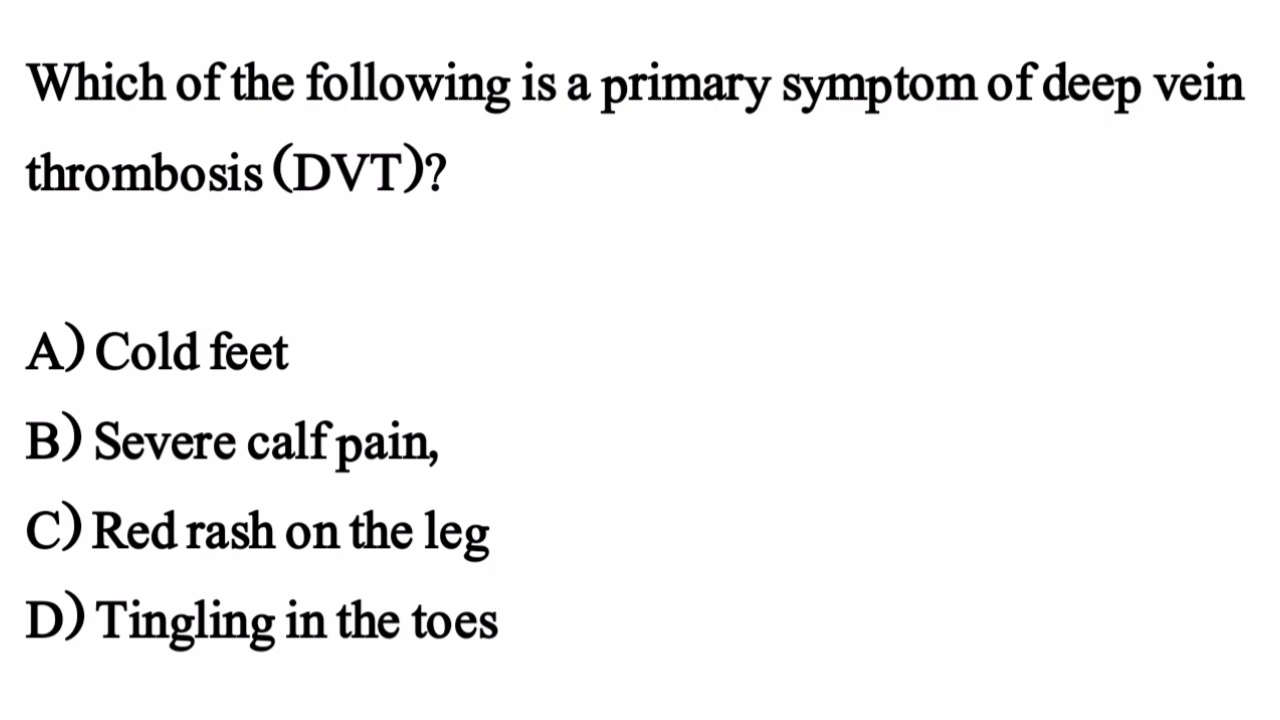 Which of the following is a primary symptom of deep vein
thrombosis (DVT)?
A) Cold feet
B) Severe calf pain,
C) Red rash on the leg
D) Tingling in the toes